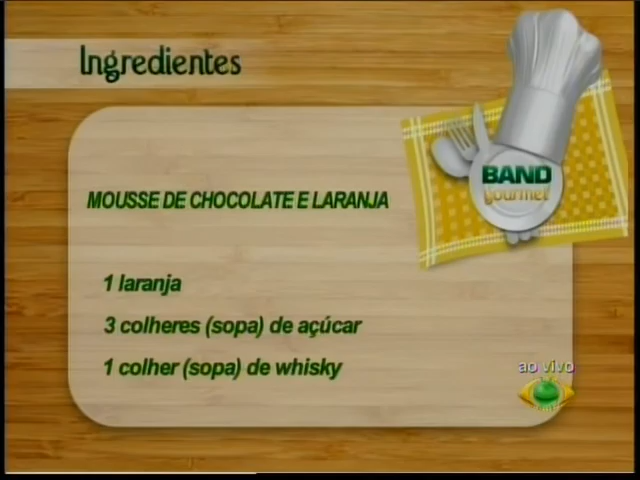 Ingredientes
BAND
gourmet
MOUSSE DE CHOCOLATE E LARANJA
1 laranja
3 colheres (sopa) de açúcar
1 colher (sopa) de whisky
ao vivo